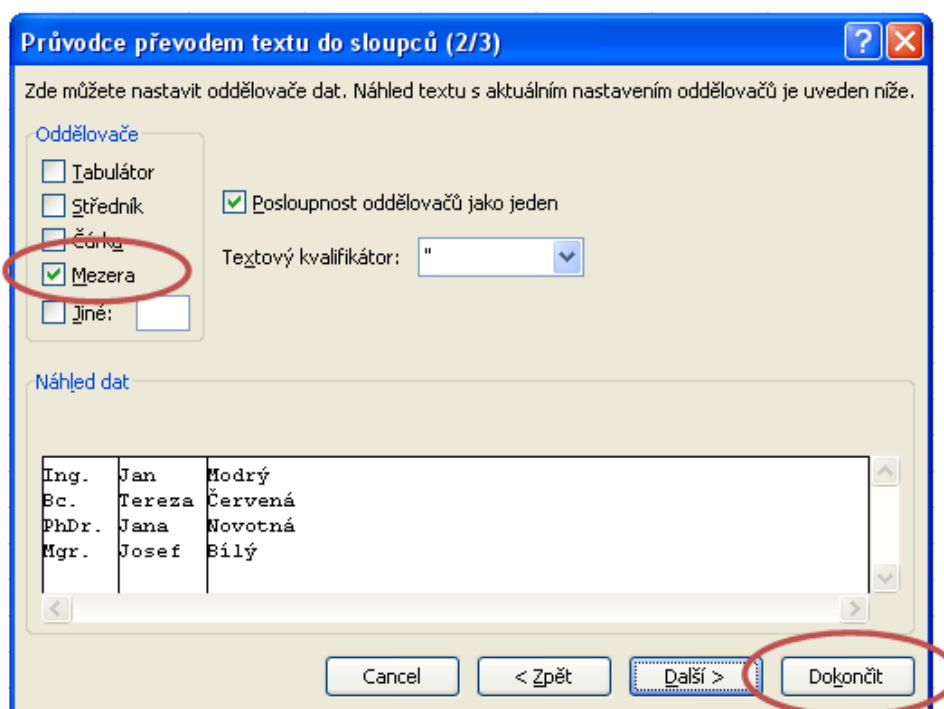 Průvodce převodem textu do sloupců (2/3)
Zde můžete nastavit oddělovače dat. Náhled textu s aktuálním nastavením oddělovačů je uveden níže.
Oddělovače
Tabulátor
Středník
Posloupnost oddělovačů jako jeden
Čárka
Textový kvalifikátor: "
Mezera
Jiné:
Náhled dat
Ing. Jan Modrý
Bc. Tereza Červená
PhDr. Jana Novotná
Mgr. Josef Bílý
Cancel < Zpět Další > Dokončit